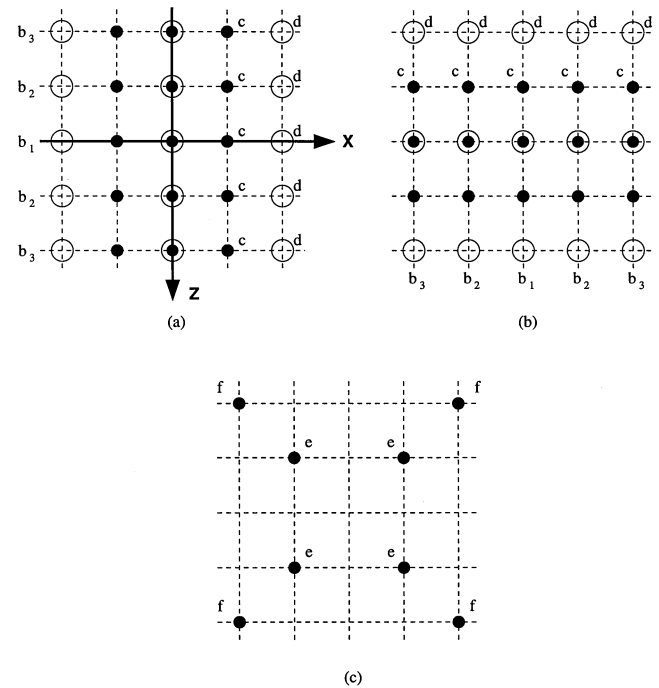 b3 c d
b2 c d
b1 c d X
b2 c d
b3 c d
Z
(a)
d d d d d
c c c c c
b3 b2 b1 b2 b3
(b)
f f
e e
e e
f f
(c)